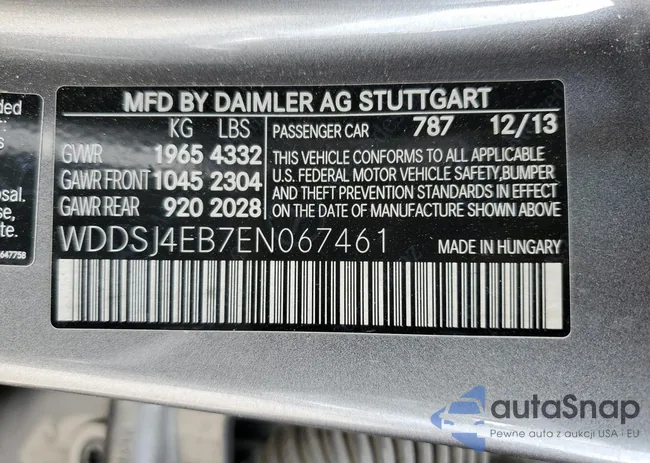 MFD BY DAIMLER AG STUTTGART
KG LBS
PASSENGER CAR 787 12/13
GVWR 1965 4332
GAWR FRONT 1045 2304
GAWR REAR 920 2028
THIS VEHICLE CONFORMS TO ALL APPLICABLE
U.S. FEDERAL MOTOR VEHICLE SAFETY, BUMPER
AND THEFT PREVENTION STANDARDS IN EFFECT
ON THE DATE OF MANUFACTURE SHOWN ABOVE
WDDSJ4EB7EN067461
MADE IN HUNGARY
autaSnap
Pewne auta z aukcji USA i EU